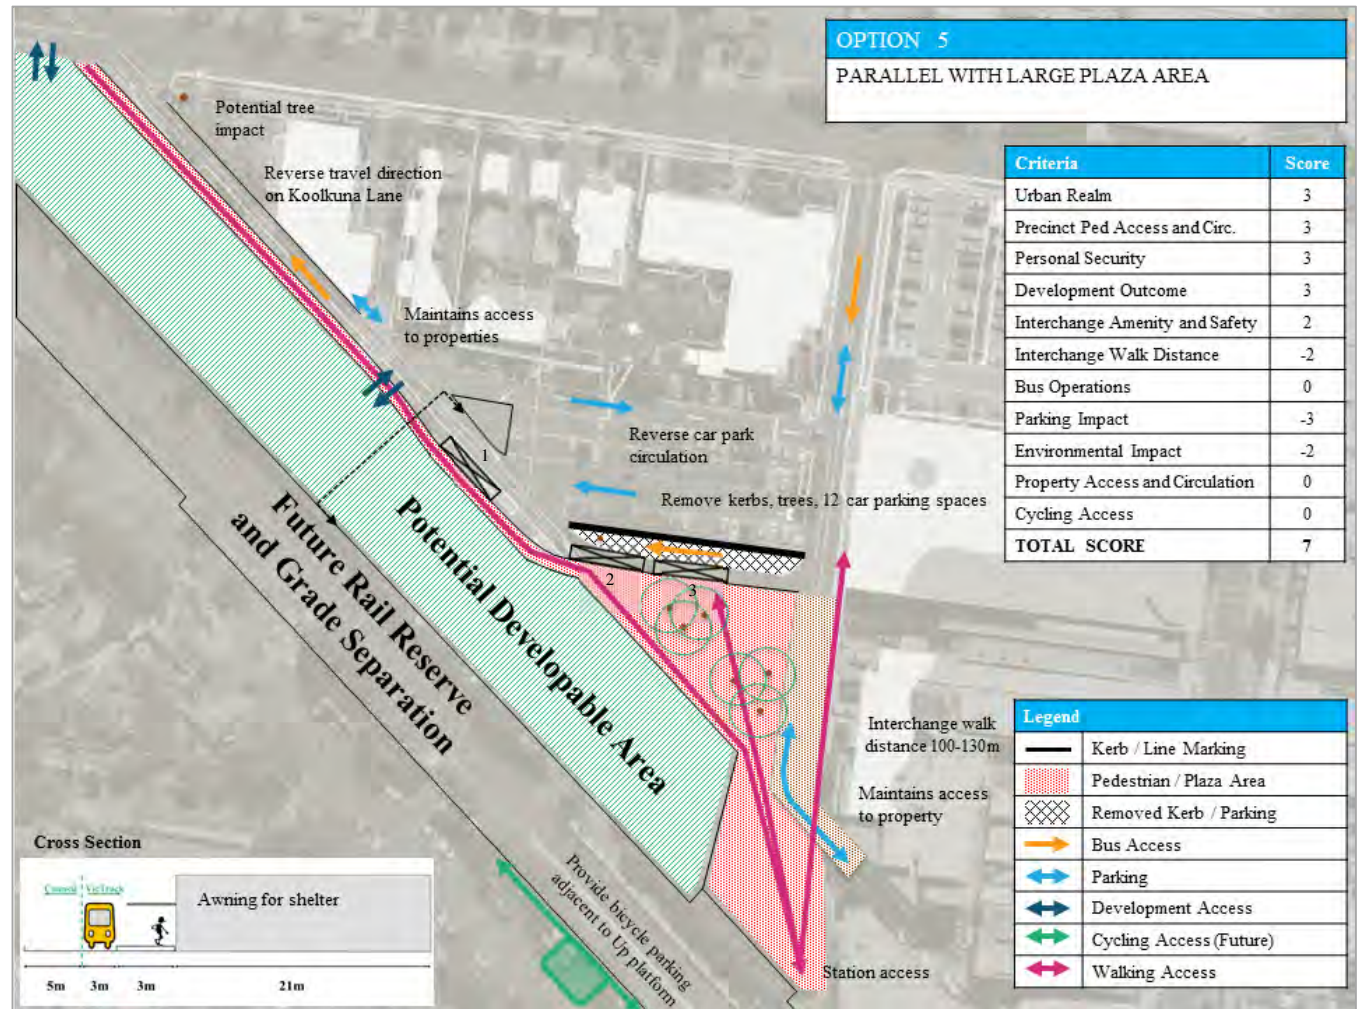 OPTION 5
PARALLEL WITH LARGE PLAZA AREA
Criteria Score
Urban Realm 3
Precinct Ped Access and Circ. 3
Personal Security 3
Development Outcome 3
Interchange Amenity and Safety 2
Interchange Walk Distance -2
Bus Operations 0
Parking Impact -3
Environmental Impact -2
Property Access and Circulation 0
Cycling Access 0
TOTAL SCORE 7
Potential tree
impact
Reverse travel direction
on Koolkuna Lane
Maintains access
to properties
Reverse car park
circulation
Remove kerbs, trees, 12 car parking spaces
1
2
3
Future Rail Reserve
and Grade Separation
Potential Developable Area
Interchange walk
distance 100-130m
Maintains access
to property
Station access
Provide bicycle parking
adjacent to Up platform
Legend
Kerb / Line Marking
Pedestrian / Plaza Area
Removed Kerb / Parking
Bus Access
Parking
Development Access
Cycling Access (Future)
Walking Access
Cross Section
Council VicTrack
Awning for shelter
5m 3m 3m 21m